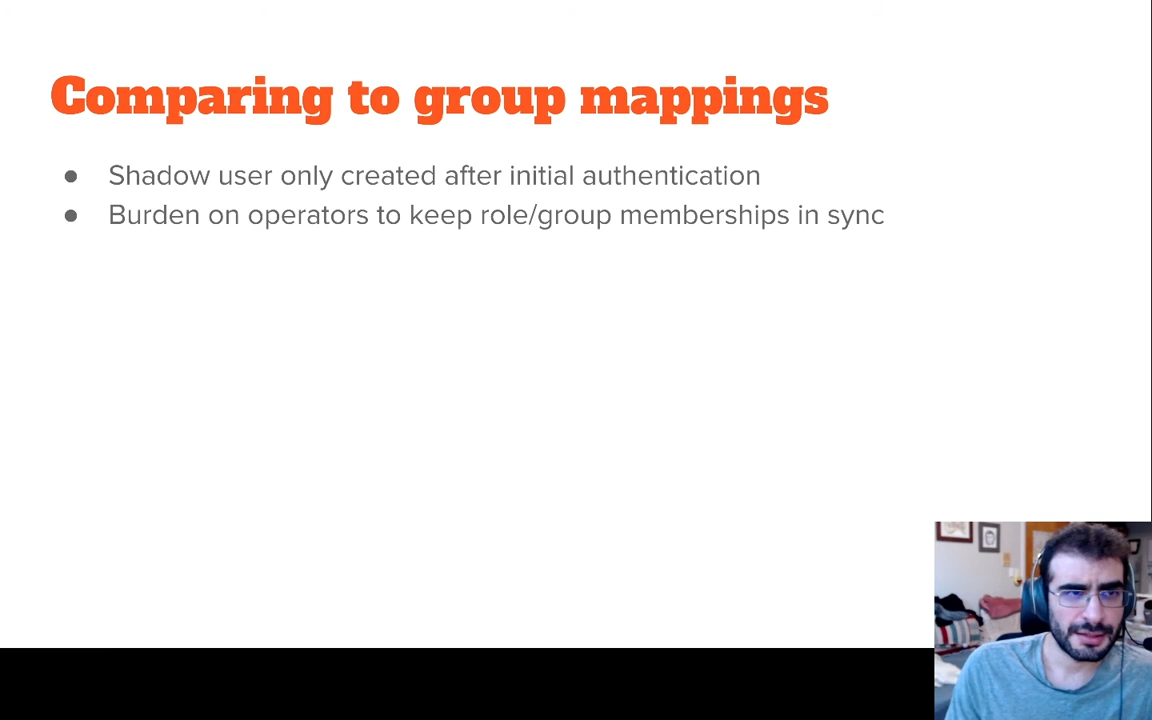 Comparing to group mappings
● Shadow user only created after initial authentication
● Burden on operators to keep role/group memberships in sync